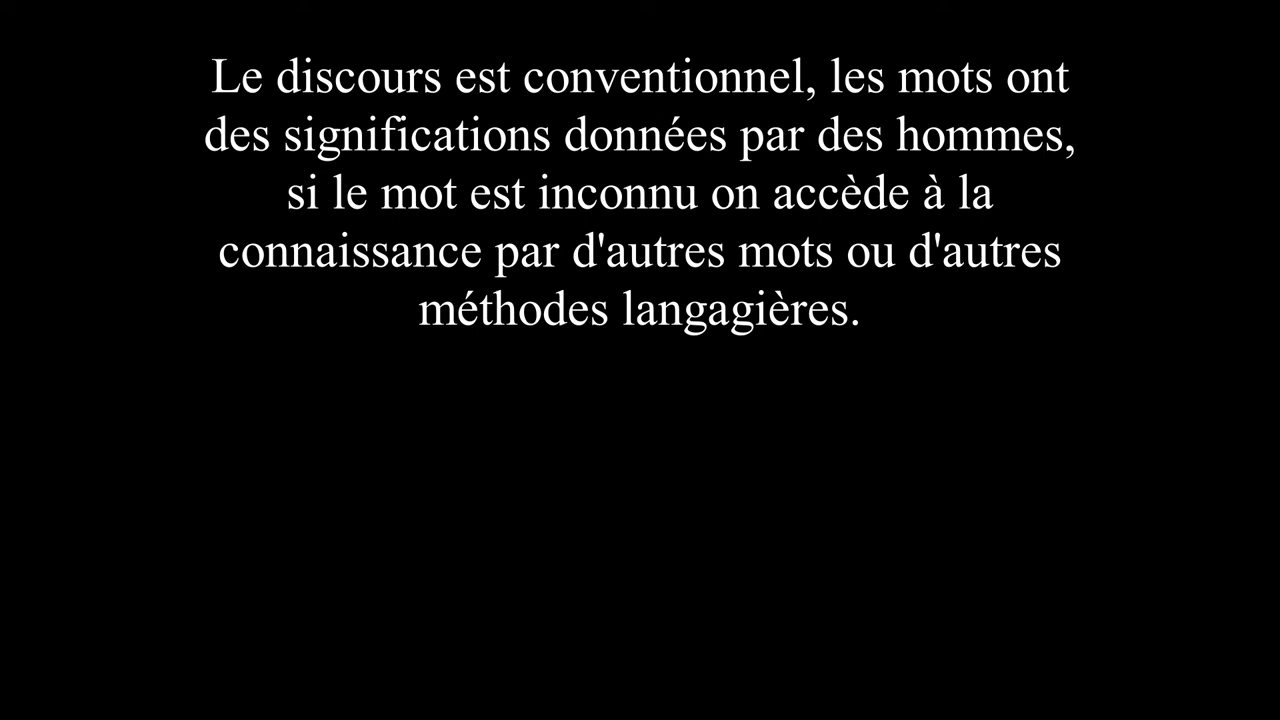 Le discours est conventionnel, les mots ont
des significations données par des hommes,
si le mot est inconnu on accède à la
connaissance par d'autres mots ou d'autres
méthodes langagières.